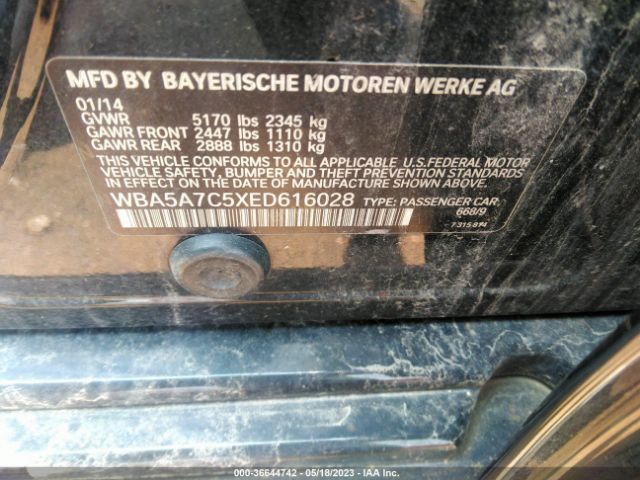 MFD BY BAYERISCHE MOTOREN WERKE AG
01/14
GVWR 5170 lbs 2345 kg
GAWR FRONT 2447 lbs 1110 kg
GAWR REAR 2888 lbs 1310 kg
THIS VEHICLE CONFORMS TO ALL APPLICABLE U.S.FEDERAL MOTOR
VEHICLE SAFETY, BUMPER AND THEFT PREVENTION STANDARDS
IN EFFECT ON THE DATE OF MANUFACTURE SHOWN ABOVE.
WBA5A7C5XED616028 TYPE: PASSENGER CAR
668/9
7 315 814
000-36644742 - 05/18/2023 - IAA Inc.